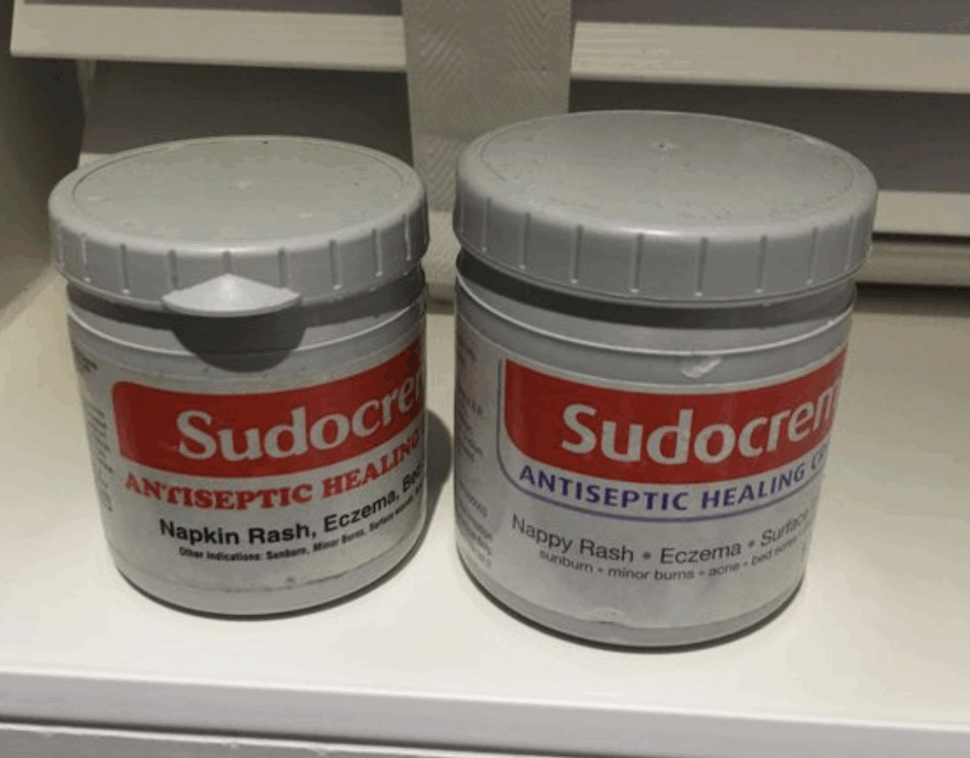 Sudocre
ANTISEPTIC HEALING
Napkin Rash, Eczema,
Other indications: Sunburn, Minor Burns,
Sudocrem
ANTISEPTIC HEALING
Nappy Rash • Eczema • Surface
sunburn • minor burns • acne • bed sores